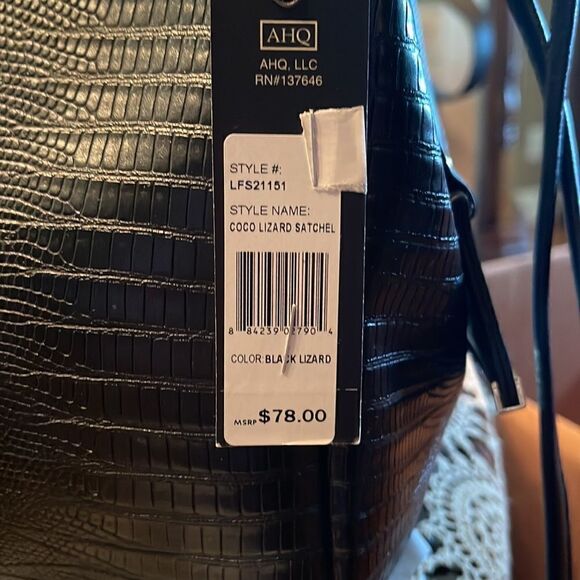 AHQ
AHQ, LLC
RN#137646
STYLE #:
LFS21151
STYLE NAME:
COCO LIZARD SATCHEL
8 84239 02790 4
COLOR:BLACK LIZARD
MSRP $78.00